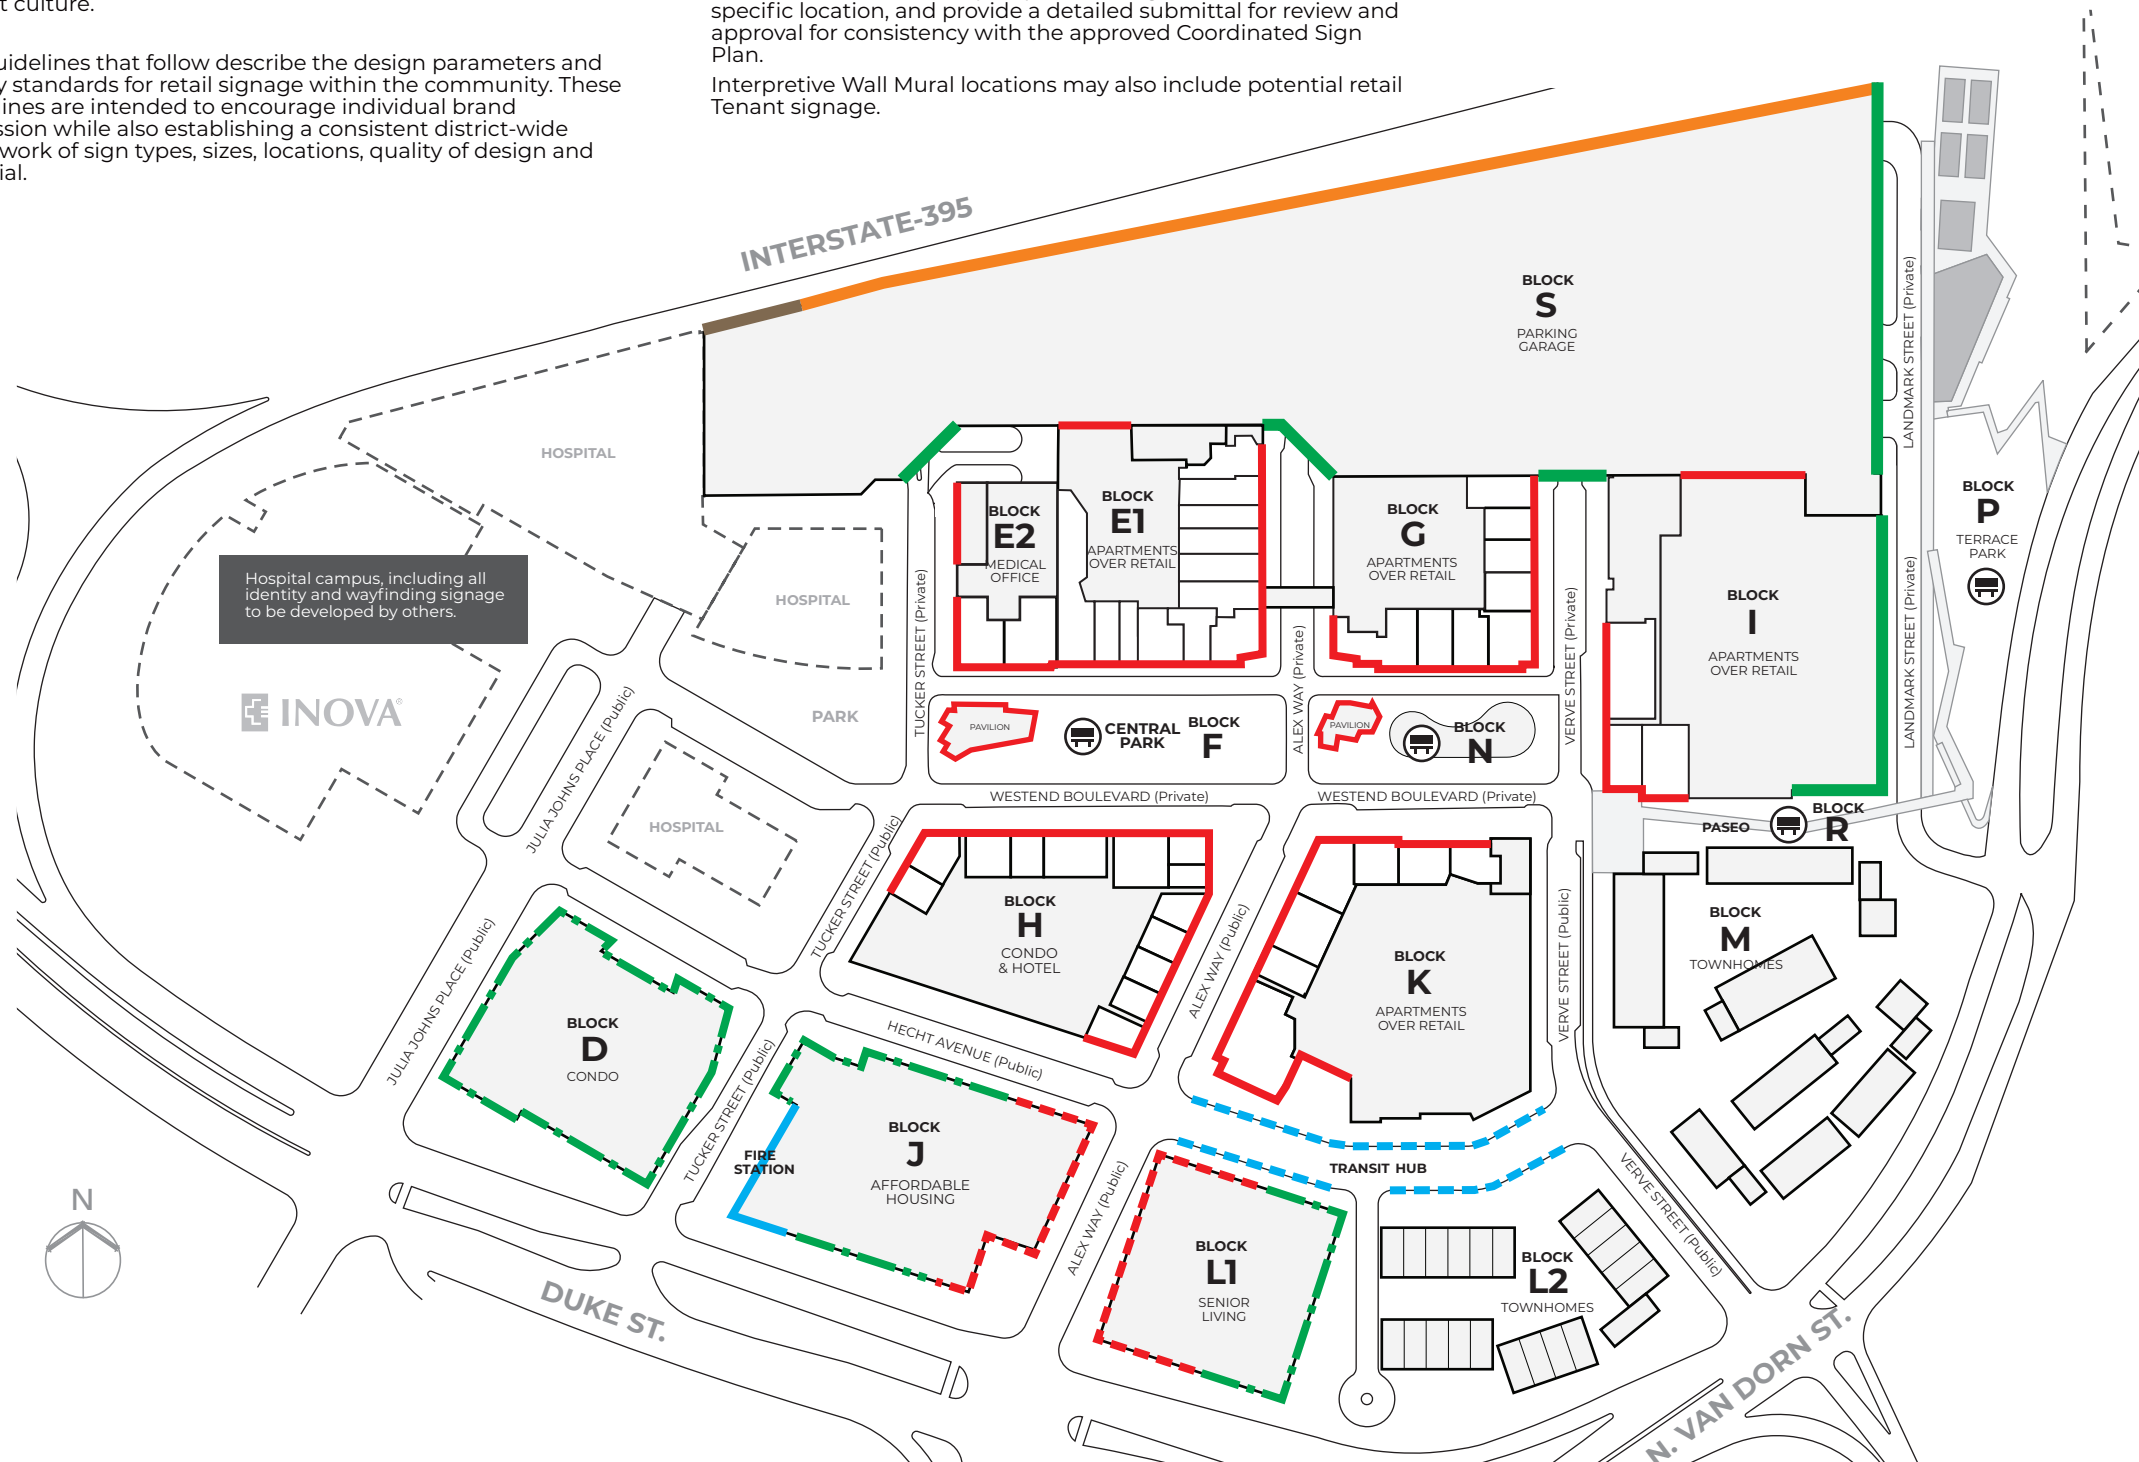 t culture.
uidelines that follow describe the design parameters and
y standards for retail signage within the community. These
lines are intended to encourage individual brand
ssion while also establishing a consistent district-wide
work of sign types, sizes, locations, quality of design and
ial.
specific location, and provide a detailed submittal for review and
approval for consistency with the approved Coordinated Sign
Plan.
Interpretive Wall Mural locations may also include potential retail
Tenant signage.
INTERSTATE-395
BLOCK
S
PARKING
GARAGE
LANDMARK STREET (Private)
HOSPITAL
BLOCK
E2
MEDICAL
OFFICE
BLOCK
E1
APARTMENTS
OVER RETAIL
BLOCK
G
APARTMENTS
OVER RETAIL
BLOCK
P
TERRACE
PARK
Hospital campus, including all
identity and wayfinding signage
to be developed by others.
HOSPITAL
TUCKER STREET (Private)
ALEX WAY (Private)
VERVE STREET (Private)
BLOCK
I
APARTMENTS
OVER RETAIL
LANDMARK STREET (Private)
INOVA®
JULIA JOHNS PLACE (Public)
PARK
PAVILION
CENTRAL
PARK
BLOCK
F
PAVILION
BLOCK
N
WESTEND BOULEVARD (Private)
WESTEND BOULEVARD (Private)
HOSPITAL
PASEO
BLOCK
R
TUCKER STREET (Public)
BLOCK
H
CONDO
& HOTEL
ALEX WAY (Public)
BLOCK
K
APARTMENTS
OVER RETAIL
VERVE STREET (Public)
BLOCK
M
TOWNHOMES
JULIA JOHNS PLACE (Public)
BLOCK
D
CONDO
HECHT AVENUE (Public)
TUCKER STREET (Public)
FIRE
STATION
BLOCK
J
AFFORDABLE
HOUSING
TRANSIT HUB
ALEX WAY (Public)
VERVE STREET (Public)
N
BLOCK
L1
SENIOR
LIVING
BLOCK
L2
TOWNHOMES
DUKE ST.
N. VAN DORN ST.